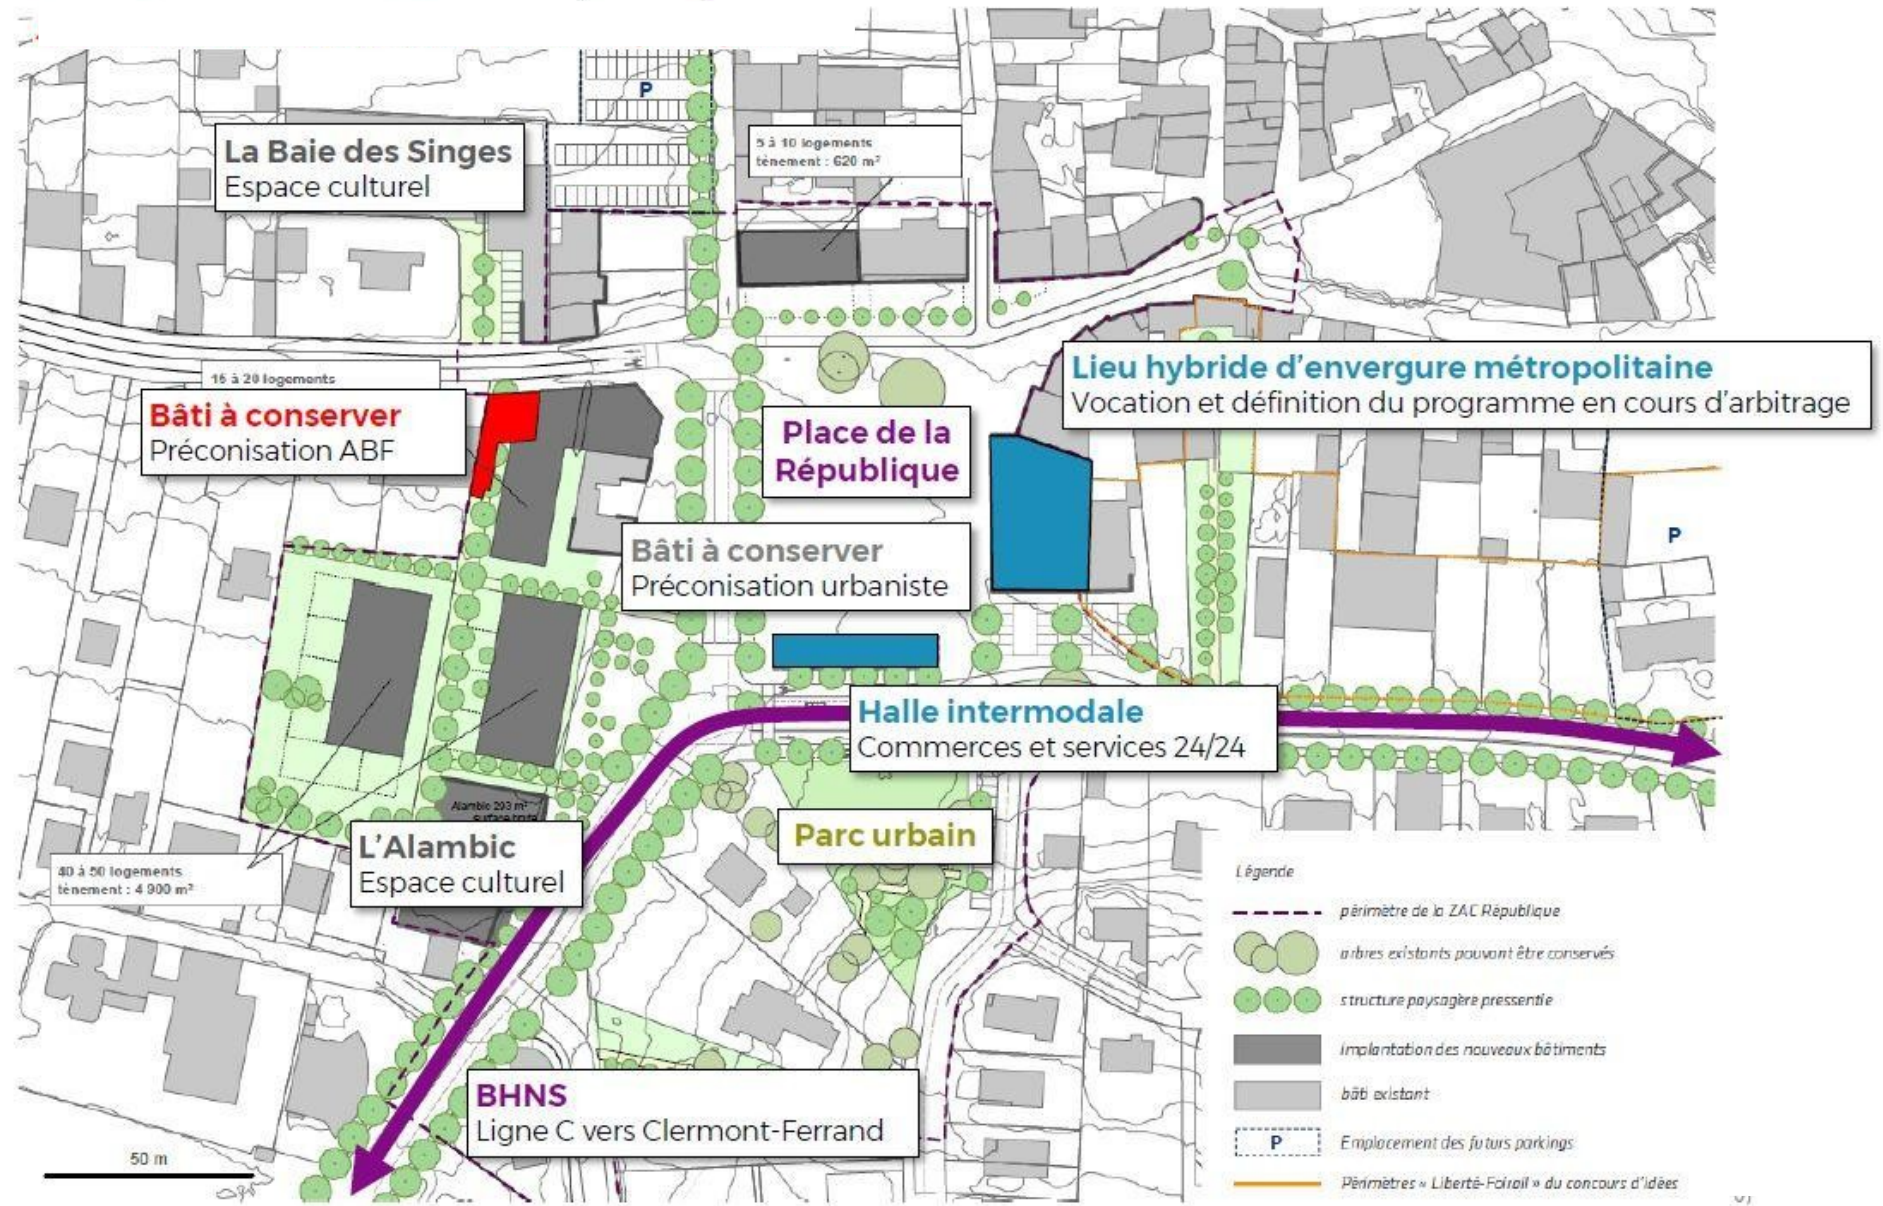 P
La Baie des Singes
Espace culturel
5 à 10 logements
tènement : 620 m²
16 à 20 logements
Bâti à conserver
Préconisation ABF
Lieu hybride d'envergure métropolitaine
Vocation et définition du programme en cours d'arbitrage
Place de la
République
Bâti à conserver
Préconisation urbaniste
P
Halle intermodale
Commerces et services 24/24
Alambic 293 m²
surface brute
Parc urbain
L'Alambic
Espace culturel
40 à 50 logements
tènement : 4 900 m²
BHNS
Ligne C vers Clermont-Ferrand
50 m
Légende
périmètre de la ZAC République
arbres existants pouvant être conservés
structure paysagère pressentie
implantation des nouveaux bâtiments
bâti existant
P
Emplacement des futurs parkings
Périmètres « Liberté-Foirail » du concours d'idées